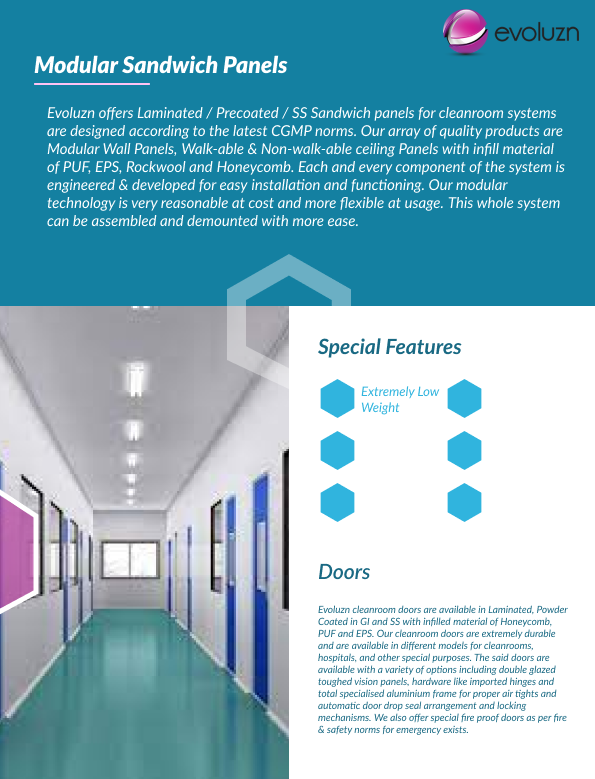 evoluzn
Modular Sandwich Panels
Evoluzn offers Laminated / Precoated / SS Sandwich panels for cleanroom systems
are designed according to the latest CGMP norms. Our array of quality products are
Modular Wall Panels, Walk-able & Non-walk-able ceiling Panels with infill material
of PUF, EPS, Rockwool and Honeycomb. Each and every component of the system is
engineered & developed for easy installation and functioning. Our modular
technology is very reasonable at cost and more flexible at usage. This whole system
can be assembled and demounted with more ease.
Special Features
Extremely Low
Weight
Doors
Evoluzn cleanroom doors are available in Laminated, Powder
Coated in GI and SS with infilled material of Honeycomb,
PUF and EPS. Our cleanroom doors are extremely durable
and are available in different models for cleanrooms,
hospitals, and other special purposes. The said doors are
available with a variety of options including double glazed
toughed vision panels, hardware like imported hinges and
total specialised aluminium frame for proper air tights and
automatic door drop seal arrangement and locking
mechanisms. We also offer special fire proof doors as per fire
& safety norms for emergency exists.